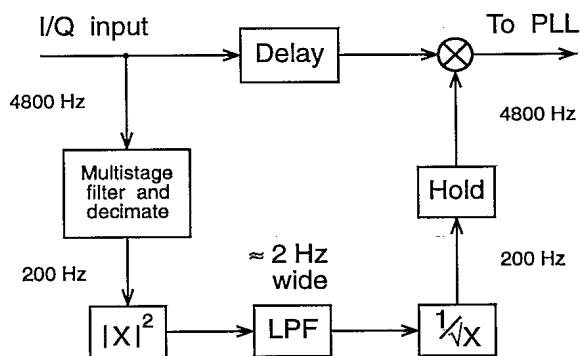 I/Q input
To PLL
Delay
4800 Hz
4800 Hz
Multistage
filter and
decimate
Hold
200 Hz
≈ 2 Hz
wide
200 Hz
|X|²
LPF
1/√X